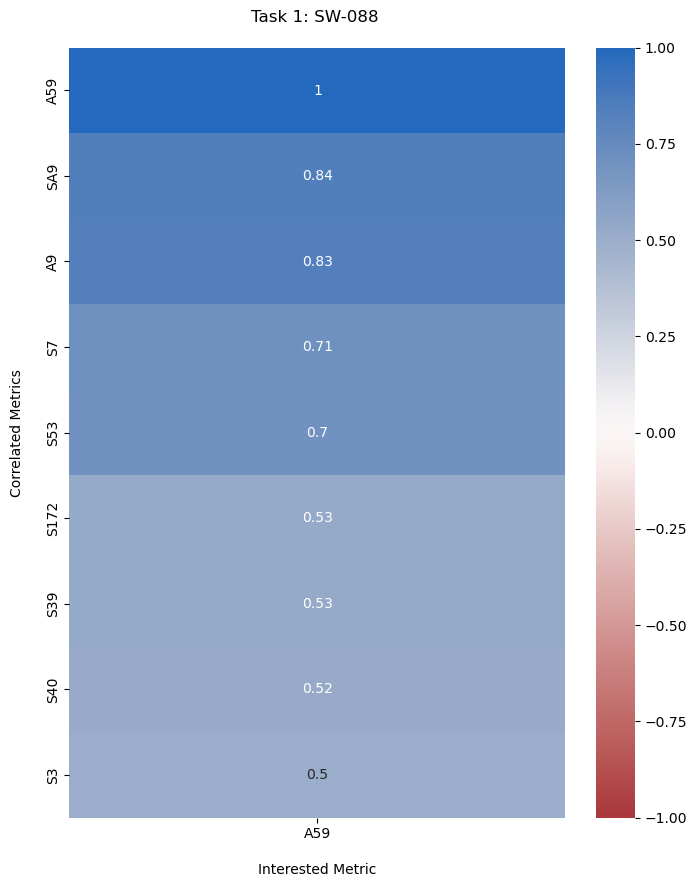 Task 1: SW-088
Correlated Metrics
A59
1
SA9
0.84
A9
0.83
S7
0.71
S53
0.7
S172
0.53
S39
0.53
S40
0.52
S3
0.5
A59
Interested Metric
1.00
0.75
0.50
0.25
0.00
−0.25
−0.50
−0.75
−1.00